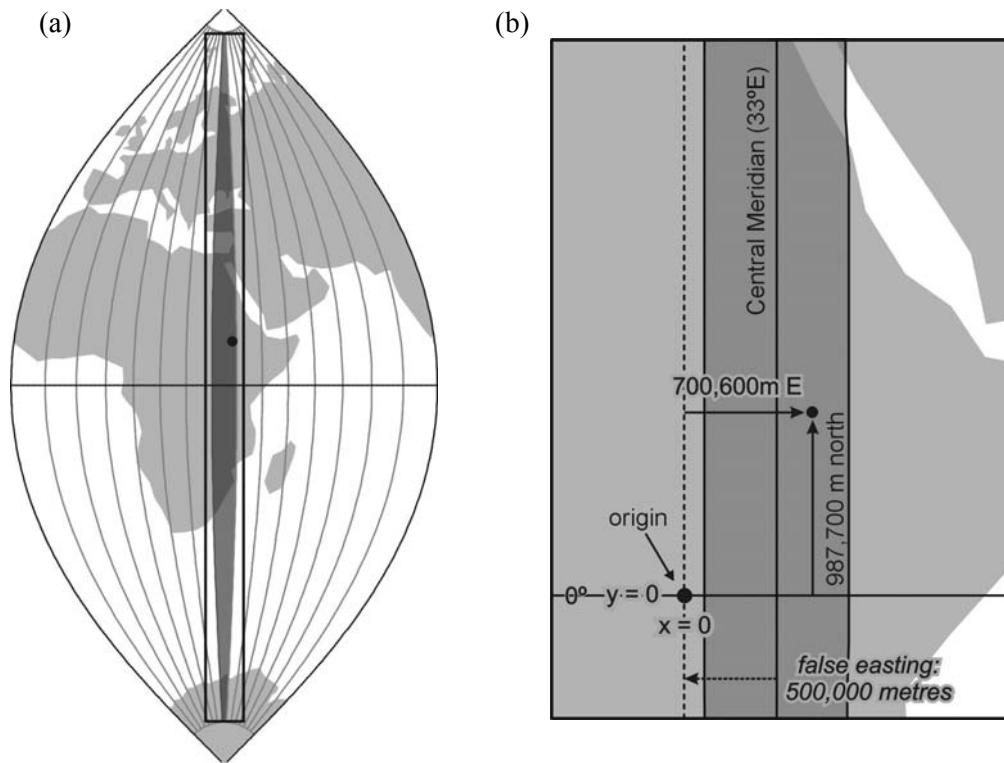 (a)
(b)
Central Meridian (33ºE)
700,600m E
987,700 m north
origin
0º y = 0
x = 0
false easting:
500,000 metres